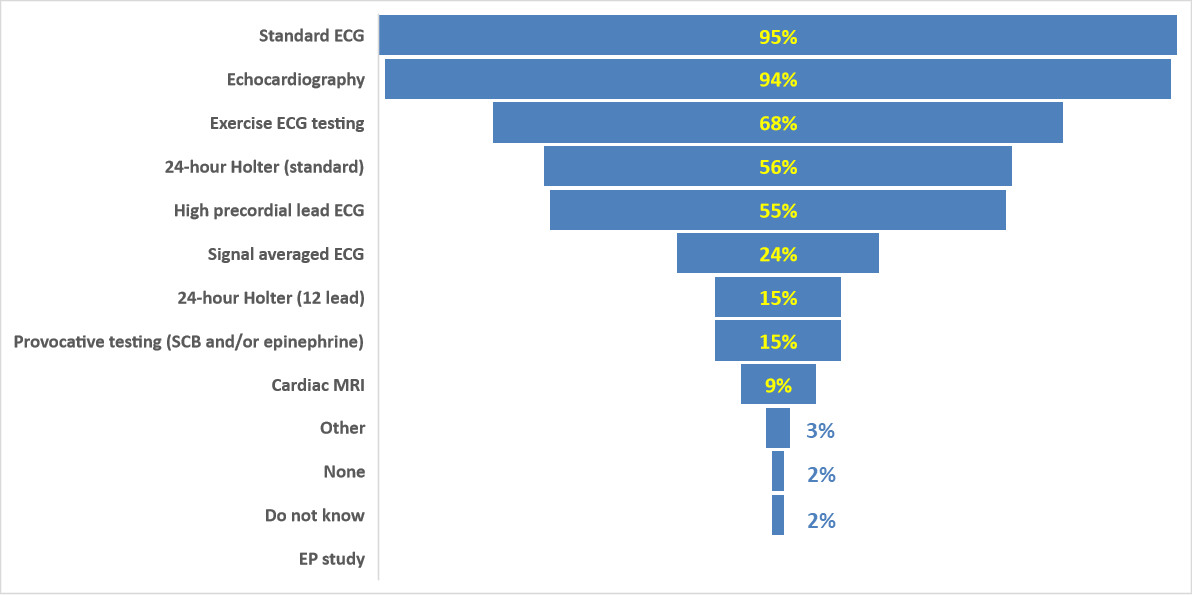 Standard ECG 95%
Echocardiography 94%
Exercise ECG testing 68%
24-hour Holter (standard) 56%
High precordial lead ECG 55%
Signal averaged ECG 24%
24-hour Holter (12 lead) 15%
Provocative testing (SCB and/or epinephrine) 15%
Cardiac MRI 9%
Other 3%
None 2%
Do not know 2%
EP study